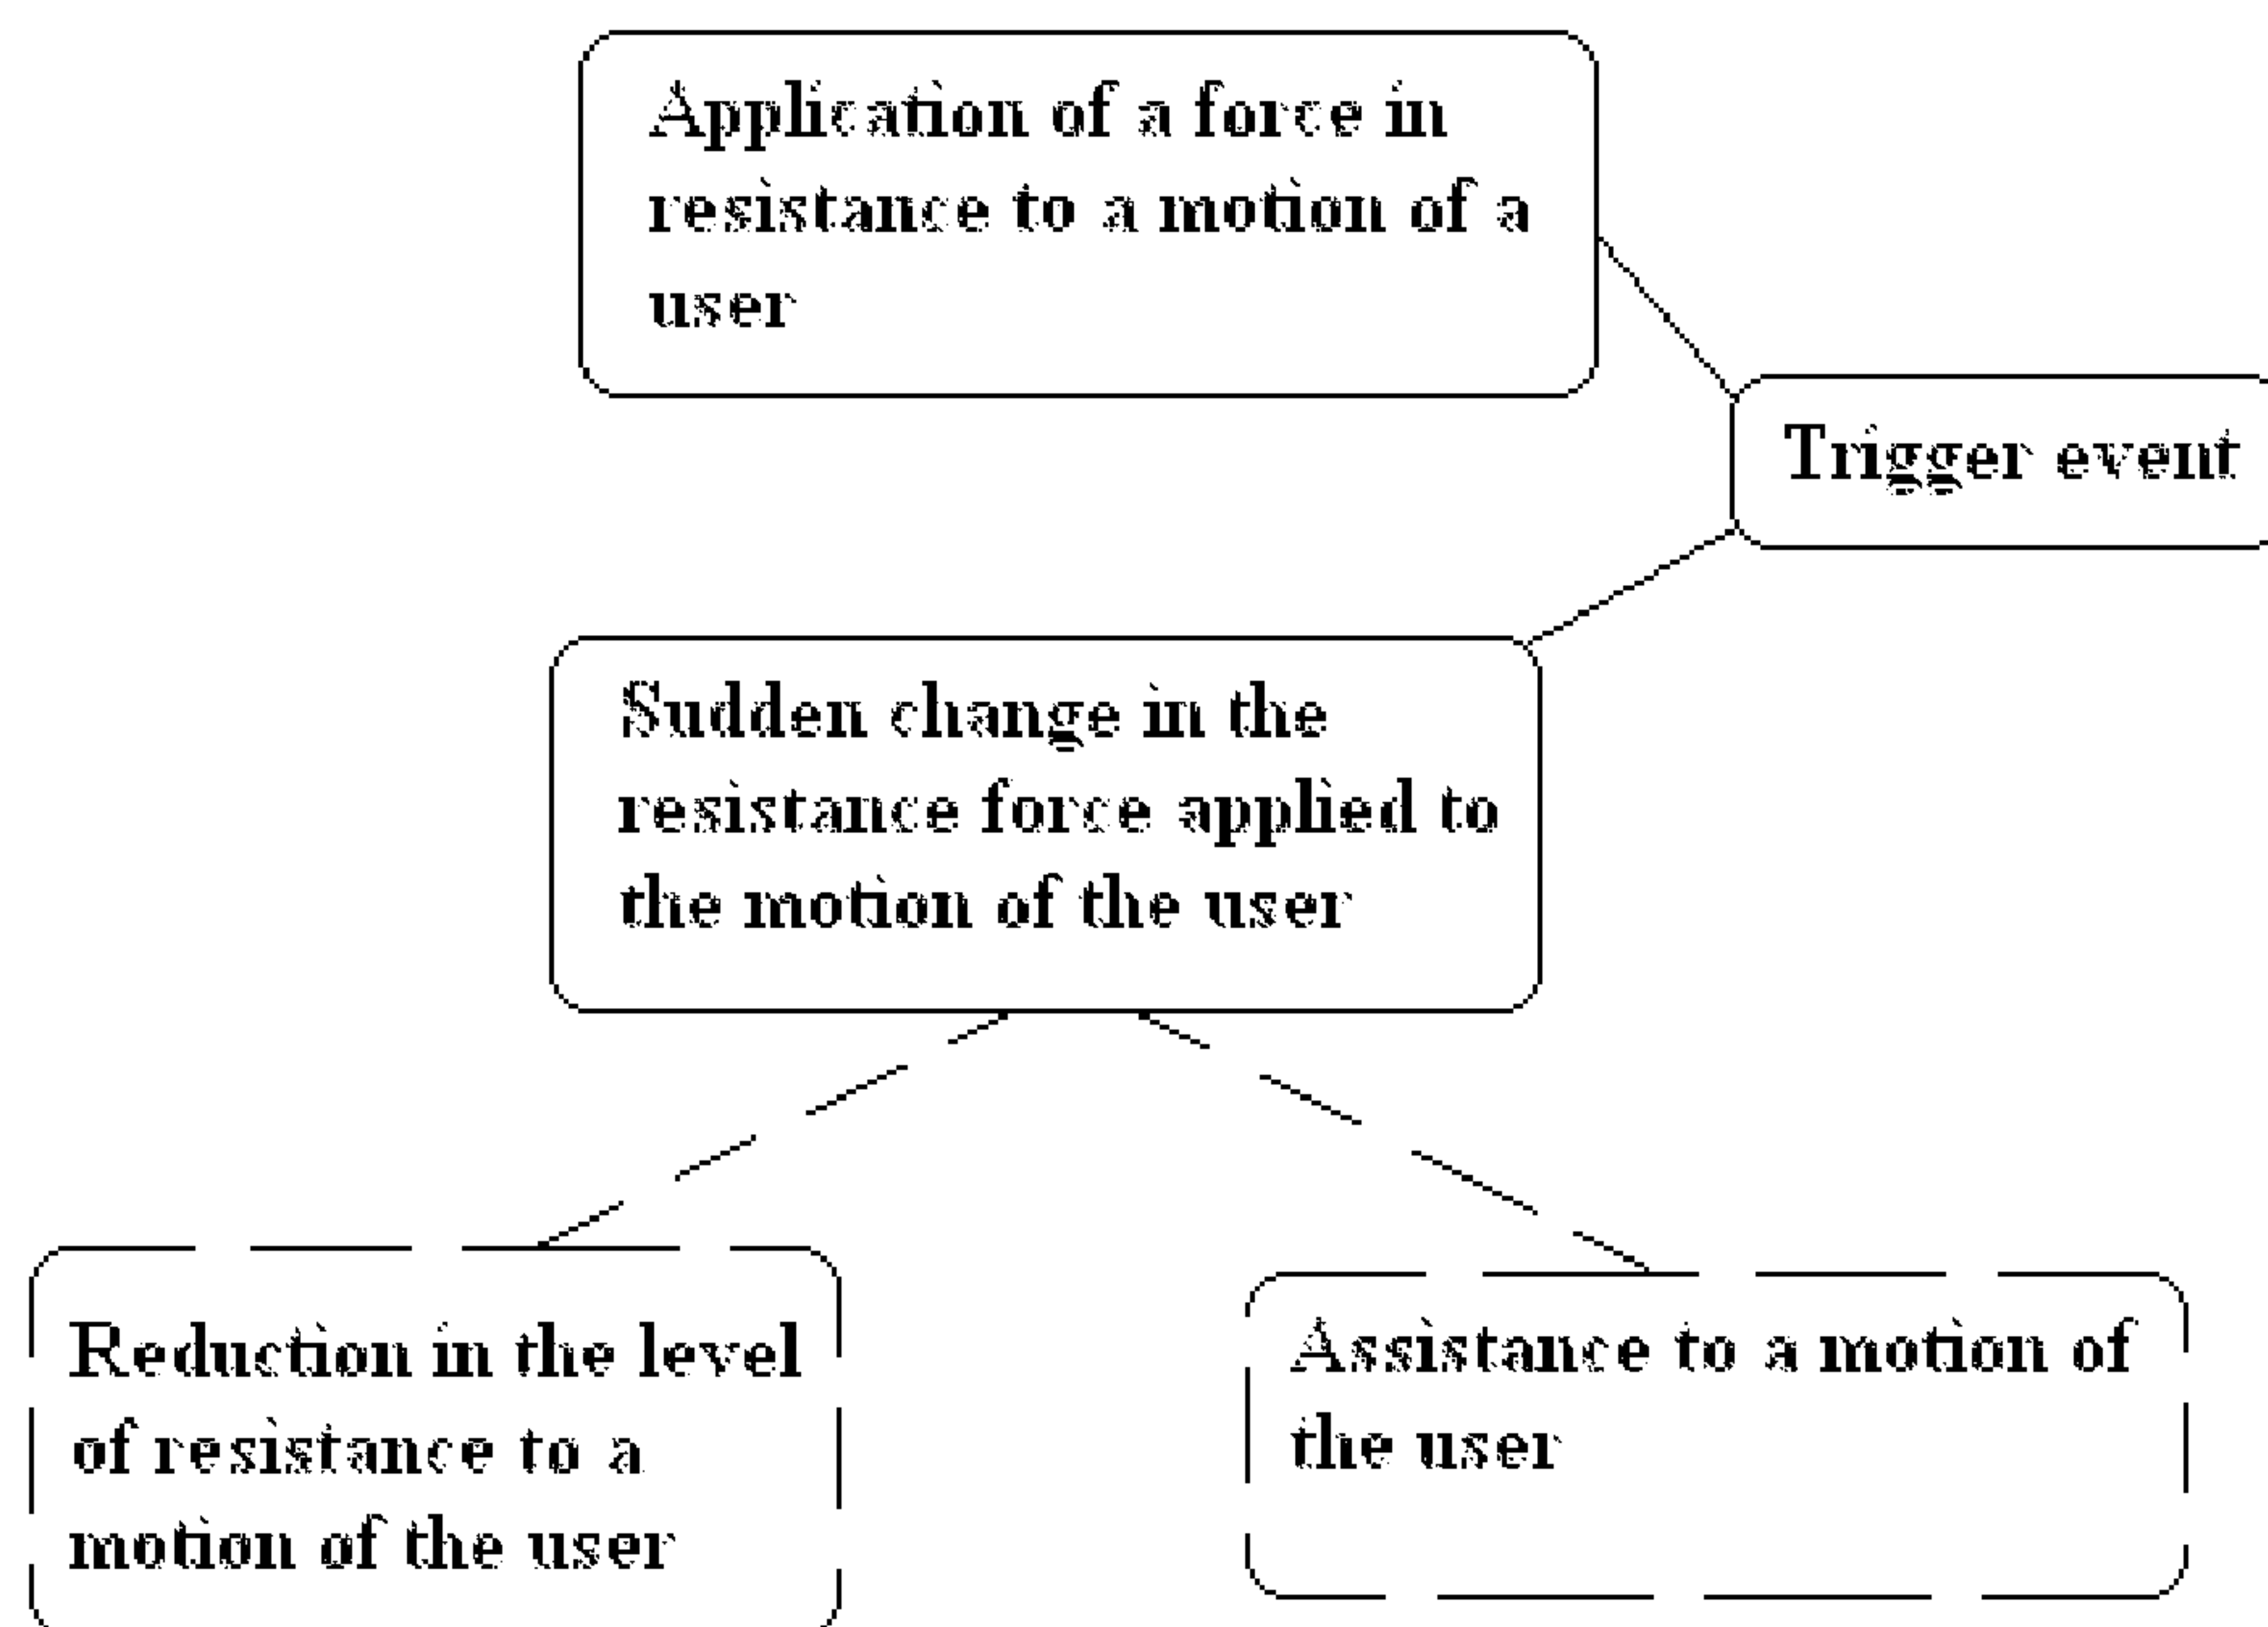 Application of a force in
resistance to a motion of a
user
Trigger event
Sudden change in the
resistance force applied to
the motion of the user
Reduction in the level
of resistance to a
motion of the user
Assistance to a motion of
the user